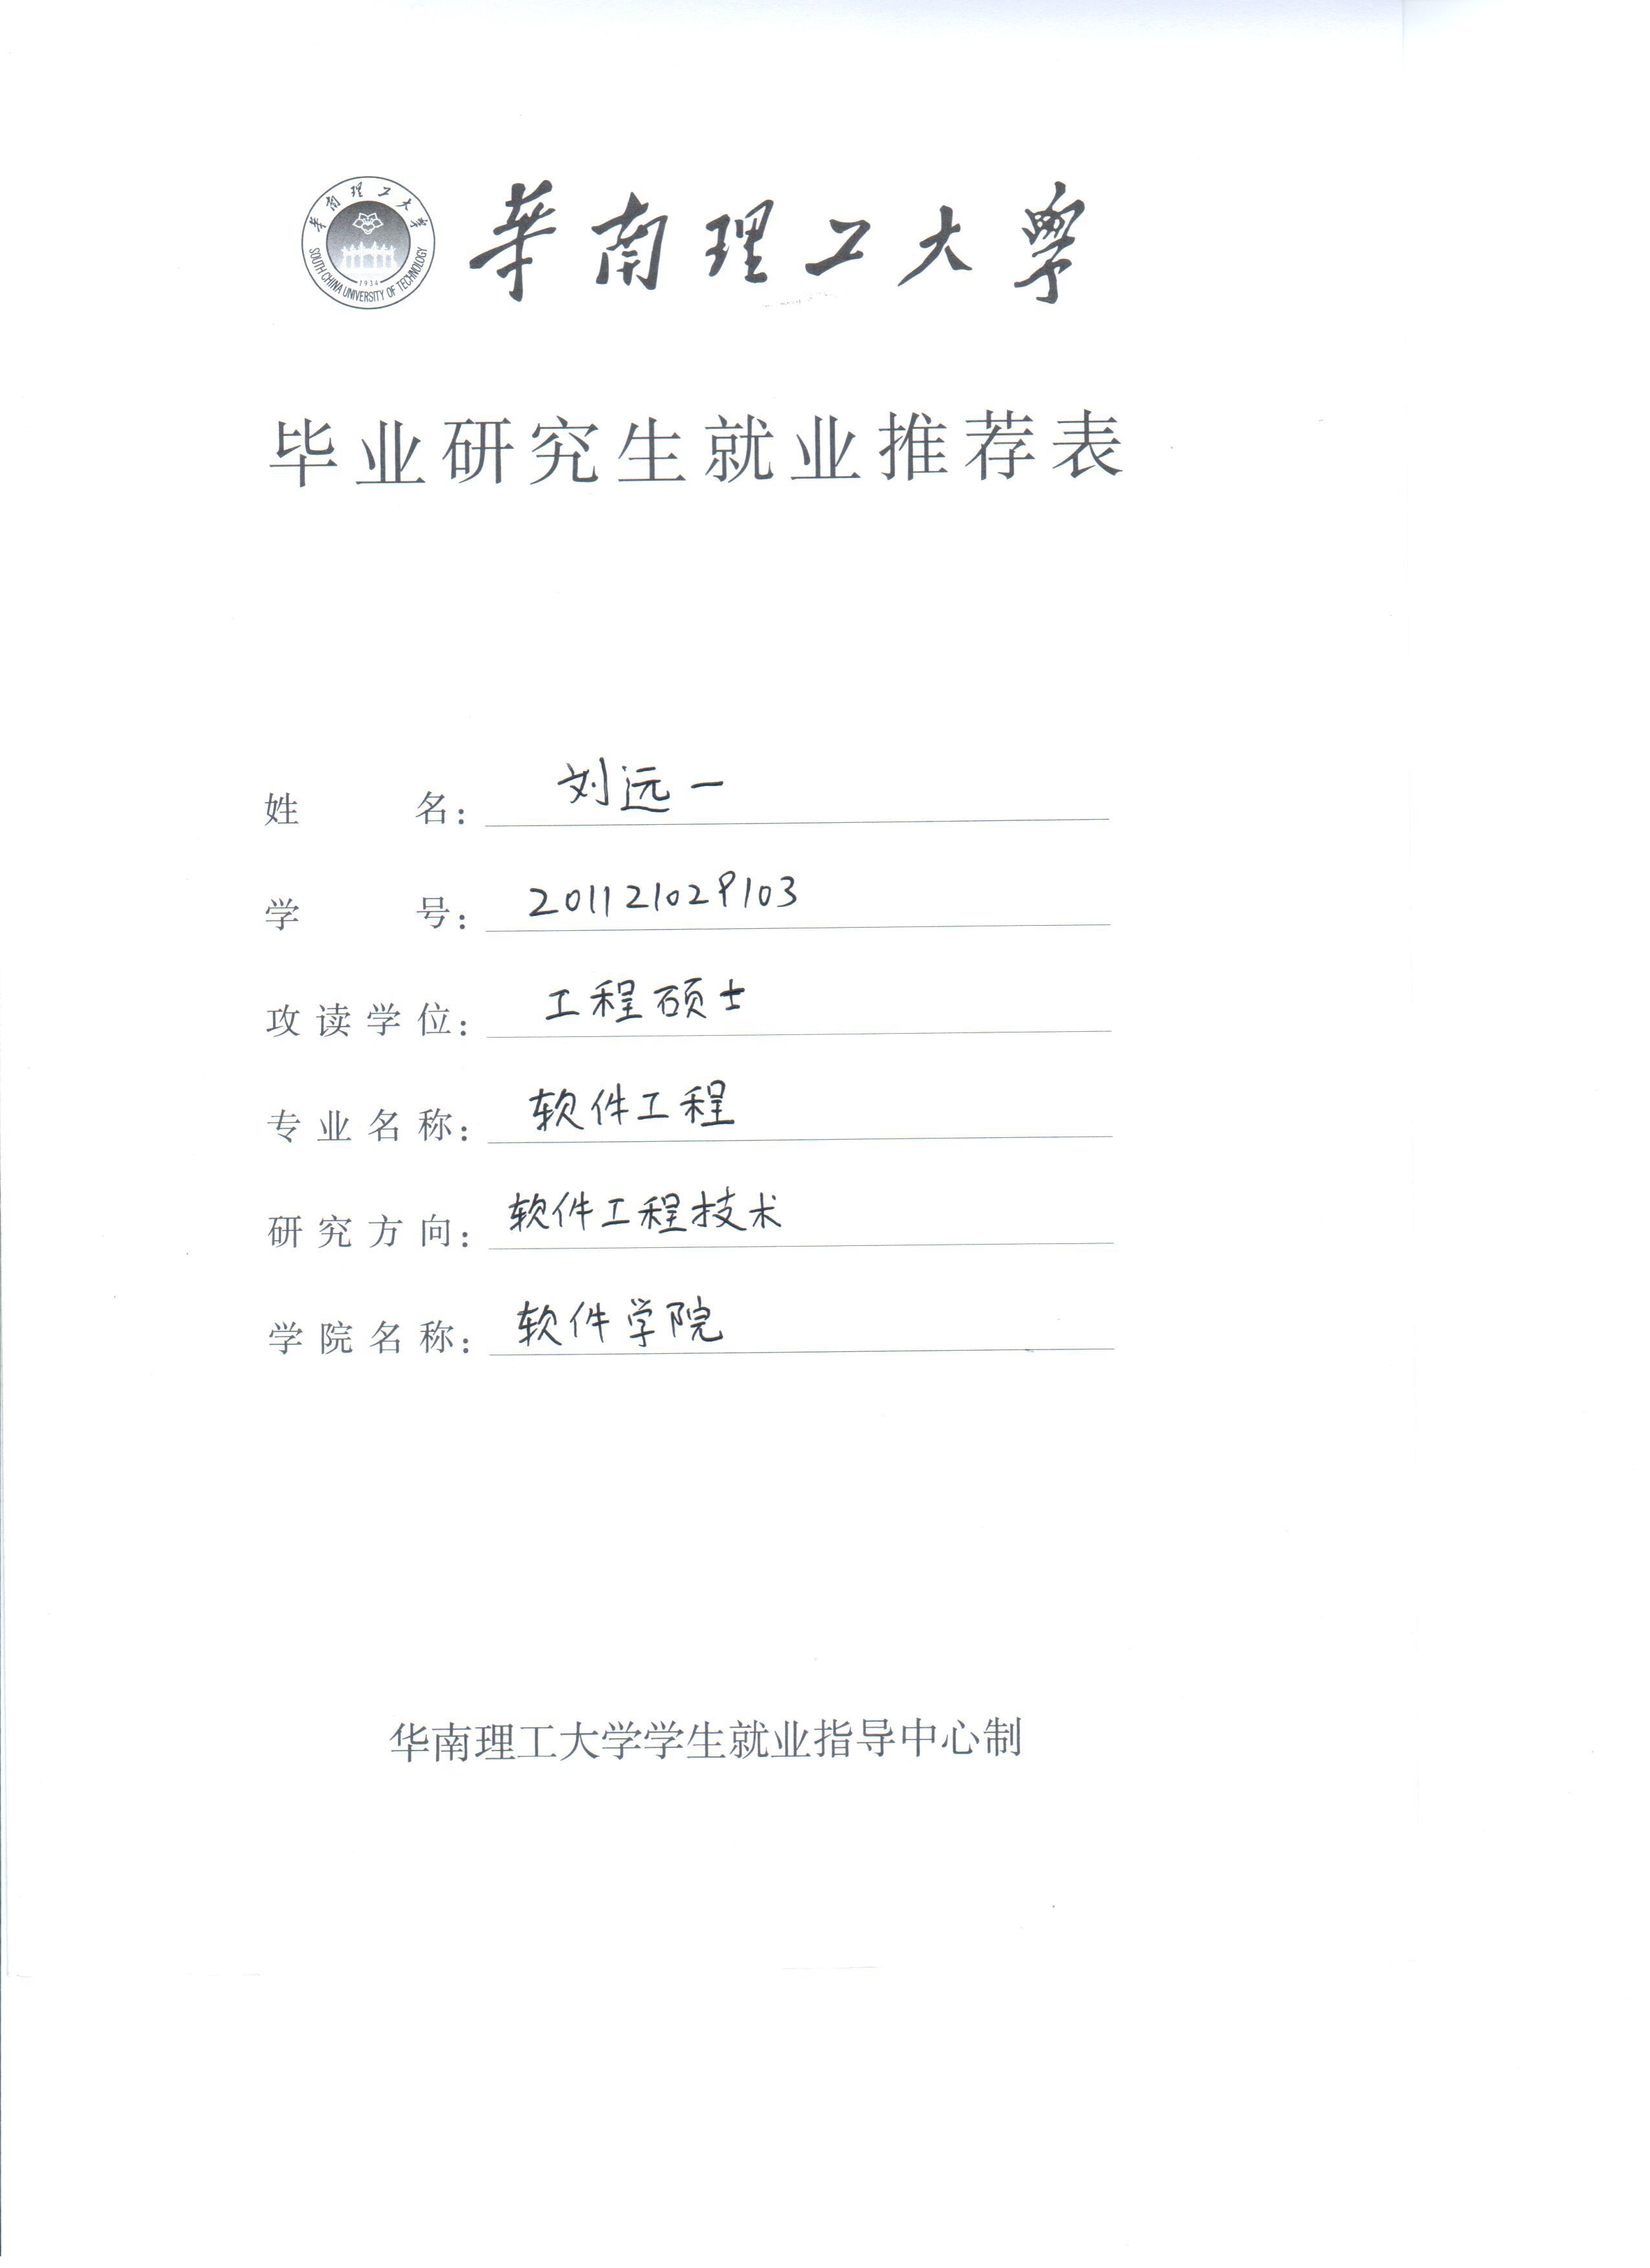 華南理工大學
SOUTH CHINA UNIVERSITY OF TECHNOLOGY
1934
華南理工大學
毕业研究生就业推荐表
姓名：刘远一
学号：201121029103
攻读学位：工程硕士
专业名称：软件工程
研究方向：软件工程技术
学院名称：软件学院
华南理工大学学生就业指导中心制